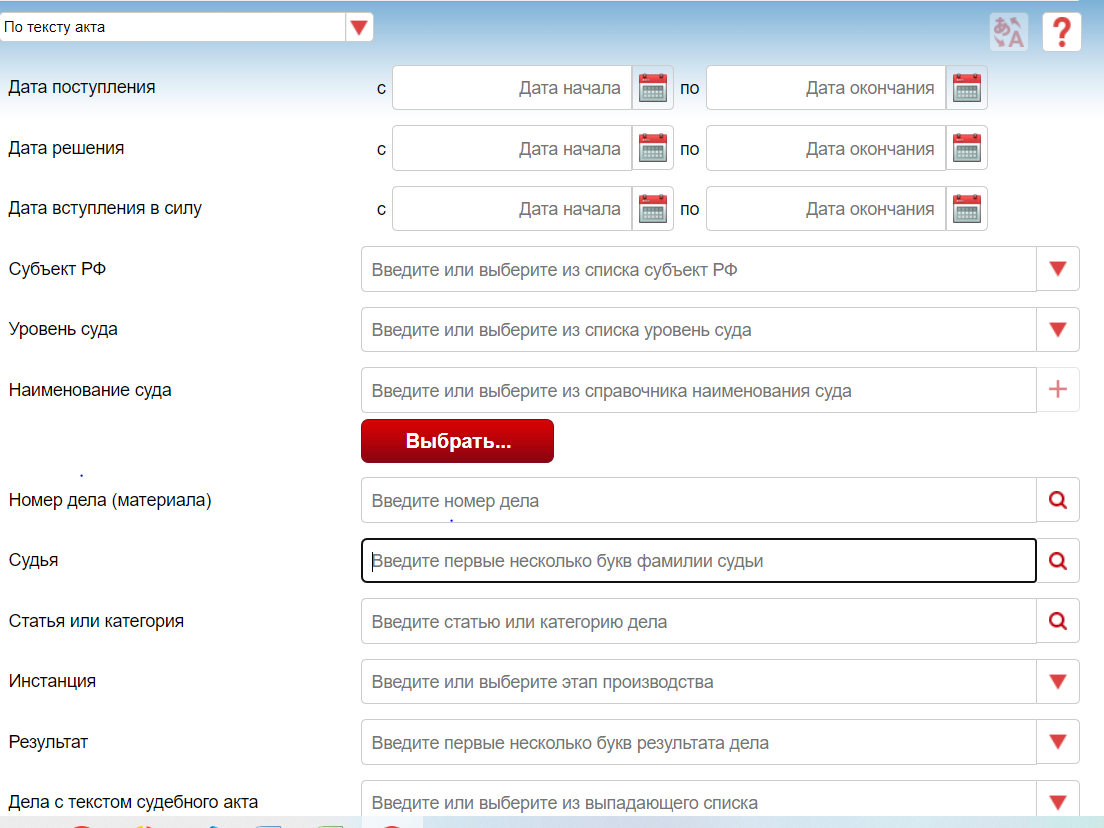 По тексту акта
Дата поступления с Дата начала по Дата окончания
Дата решения с Дата начала по Дата окончания
Дата вступления в силу с Дата начала по Дата окончания
Субъект РФ Введите или выберите из списка субъект РФ
Уровень суда Введите или выберите из списка уровень суда
Наименование суда Введите или выберите из справочника наименования суда
Выбрать...
Номер дела (материала) Введите номер дела
Судья Введите первые несколько букв фамилии судьи
Статья или категория Введите статью или категорию дела
Инстанция Введите или выберите этап производства
Результат Введите первые несколько букв результата дела
Дела с текстом судебного акта Введите или выберите из выпадающего списка